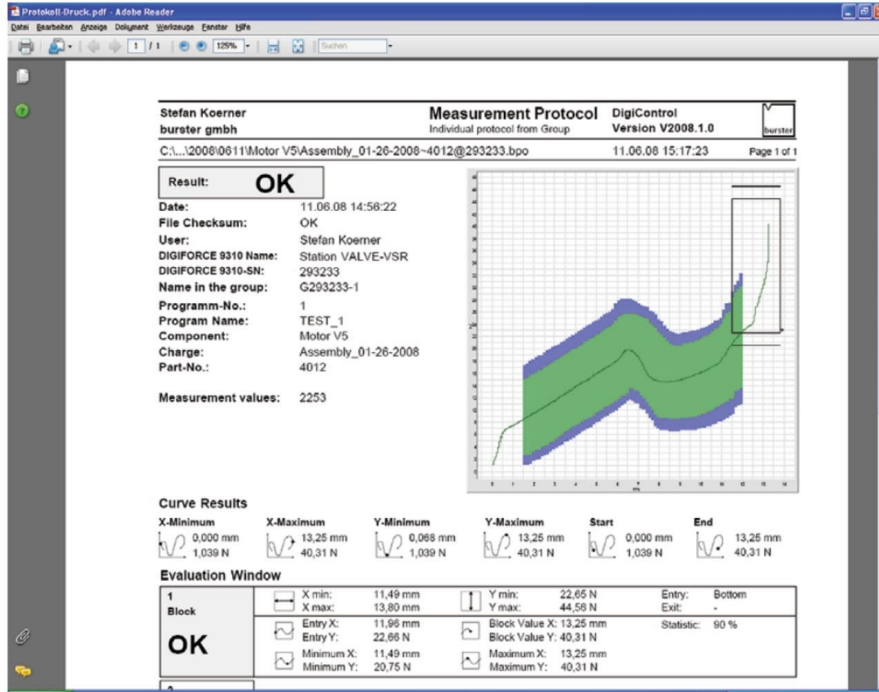 Protokoll-Druck.pdf - Adobe Reader
Datei Bearbeiten Anzeige Dokument Werkzeuge Fenster Hilfe
1 / 1 125% Suchen
Stefan Koerner Measurement Protocol DigiControl
burster gmbh Individual protocol from Group Version V2008.1.0 burster
C:\...\2008\0611\Motor V5\Assembly_01-26-2008~4012@293233.bpo 11.06.08 15:17:23 Page 1 of 1
Result: OK
Date: 11.06.08 14:56:22
File Checksum: OK
User: Stefan Koerner
DIGIFORCE 9310 Name: Station VALVE-VSR
DIGIFORCE 9310-SN: 293233
Name in the group: G293233-1
Programm-No.: 1
Program Name: TEST_1
Component: Motor V5
Charge: Assembly_01-26-2008
Part-No.: 4012
Measurement values: 2253
Curve Results
X-Minimum X-Maximum Y-Minimum Y-Maximum Start End
0,000 mm 13,25 mm 0,068 mm 13,25 mm 0,000 mm 13,25 mm
1,039 N 40,31 N 1,039 N 40,31 N 1,039 N 40,31 N
Evaluation Window
1 X min: 11,49 mm Y min: 22,65 N Entry: Bottom
Block X max: 13,80 mm Y max: 44,56 N Exit: -
OK Entry X: 11,96 mm Block Value X: 13,25 mm Statistic: 90 %
Entry Y: 22,66 N Block Value Y: 40,31 N
Minimum X: 11,49 mm Maximum X: 13,25 mm
Minimum Y: 20,75 N Maximum Y: 40,31 N